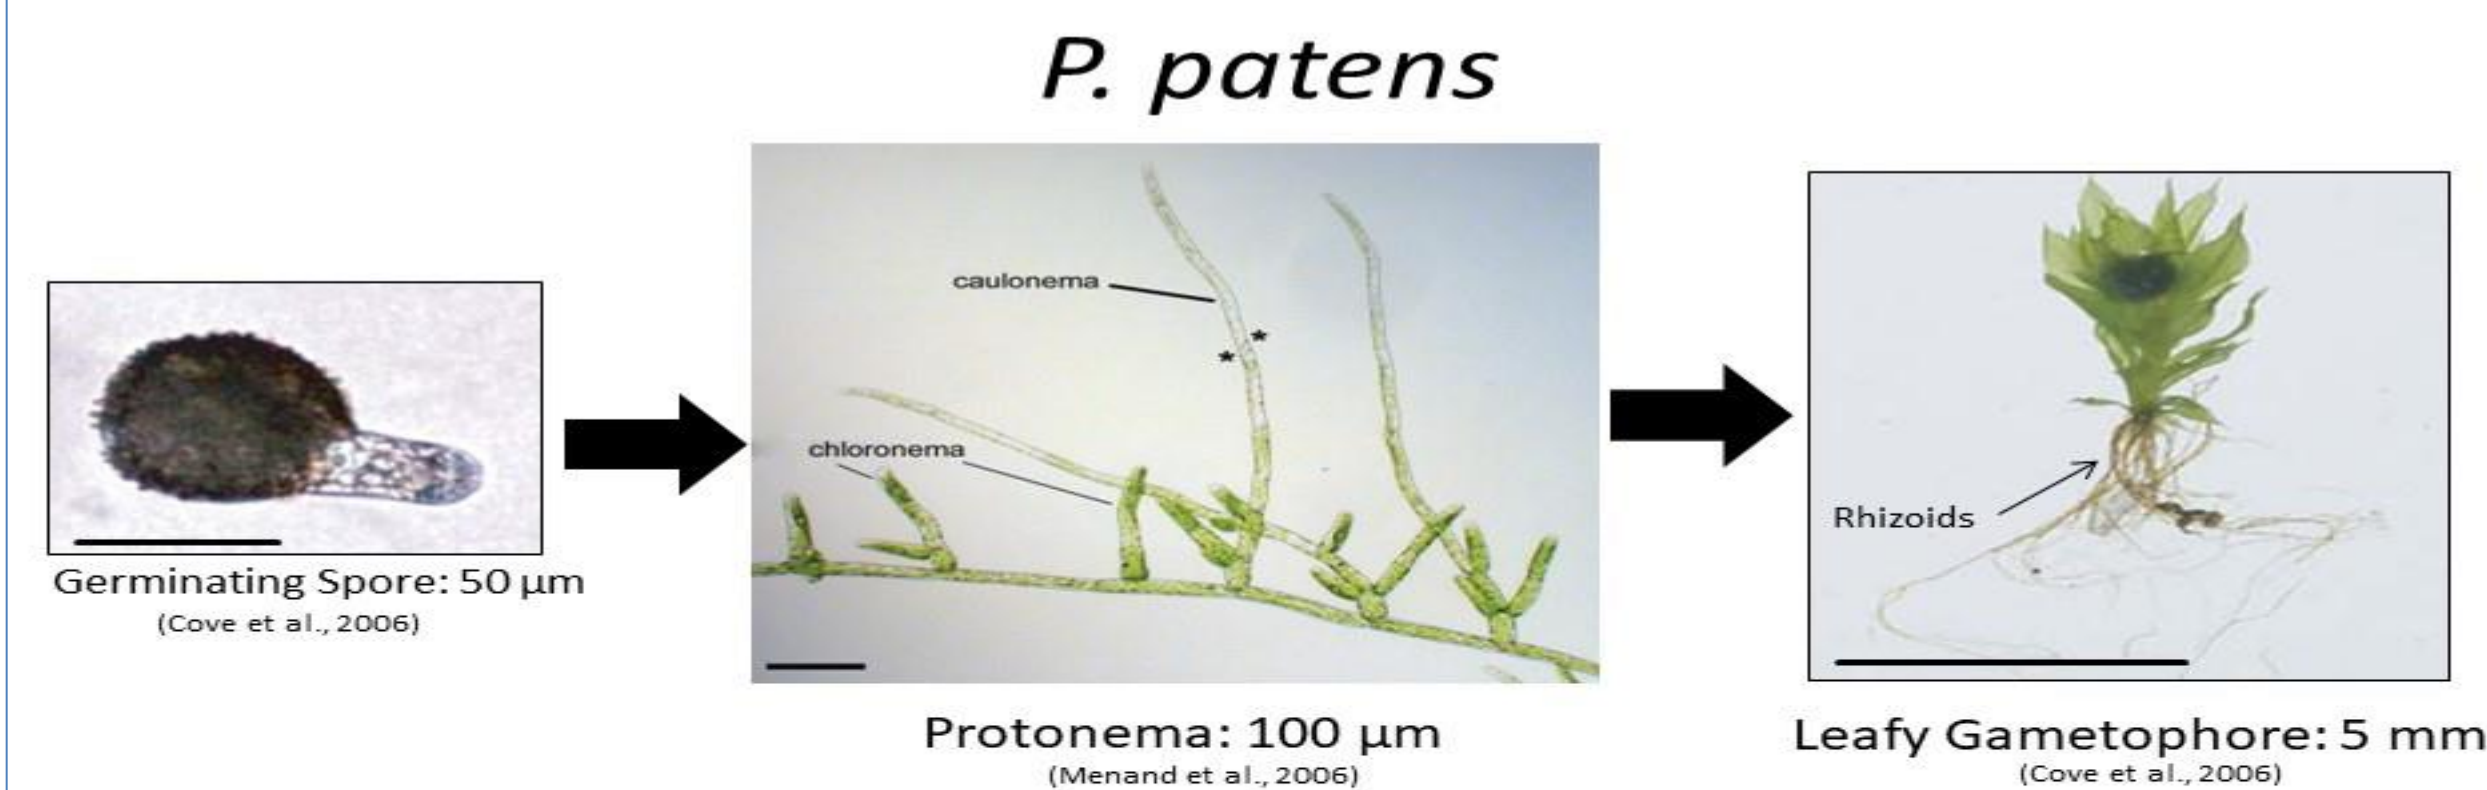 P. patens
caulonema
*
*
chloronema
Rhizoids
Germinating Spore: 50 µm
(Cove et al., 2006)
Protonema: 100 µm
(Menand et al., 2006)
Leafy Gametophore: 5 mm
(Cove et al., 2006)